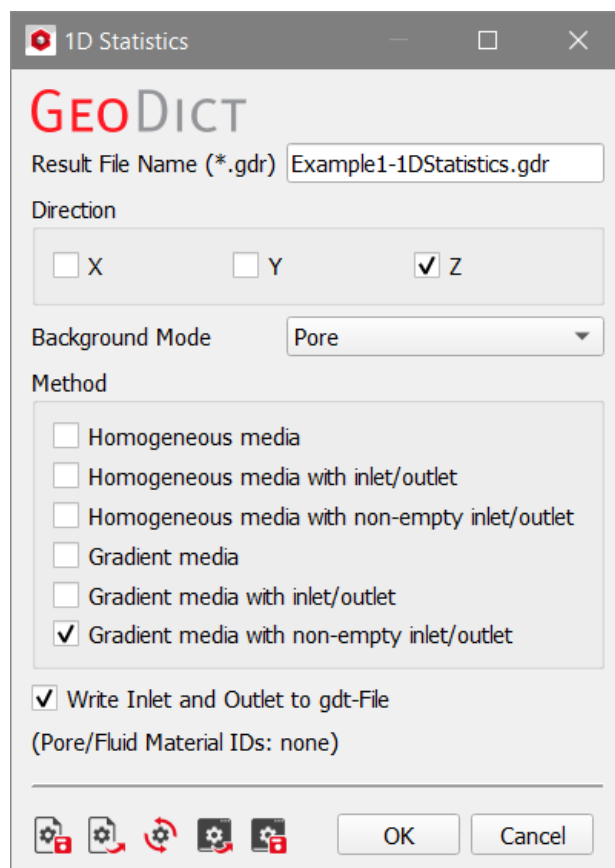 1D Statistics
GEODICT
Result File Name (*.gdr) Example1-1DStatistics.gdr
Direction
X Y Z
Background Mode Pore
Method
Homogeneous media
Homogeneous media with inlet/outlet
Homogeneous media with non-empty inlet/outlet
Gradient media
Gradient media with inlet/outlet
Gradient media with non-empty inlet/outlet
Write Inlet and Outlet to gdt-File
(Pore/Fluid Material IDs: none)
OK Cancel